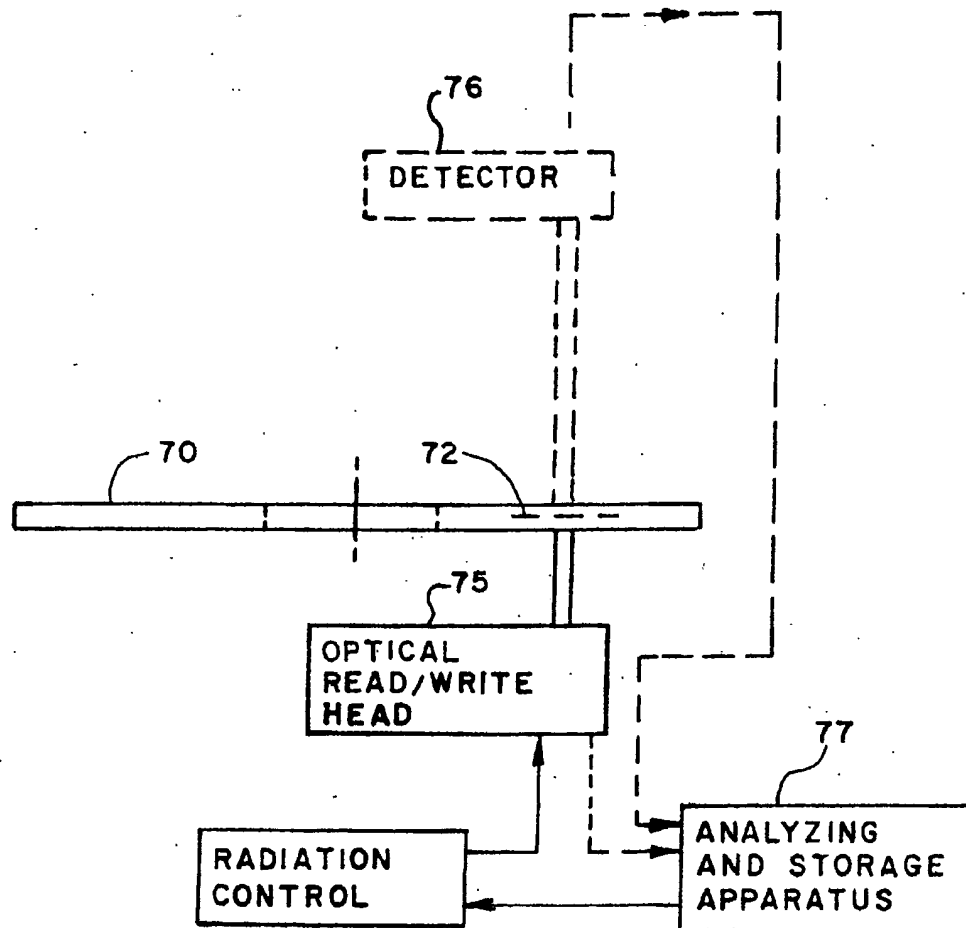 76
DETECTOR
70
72
75
OPTICAL
READ/WRITE
HEAD
77
RADIATION
CONTROL
ANALYZING
AND STORAGE
APPARATUS